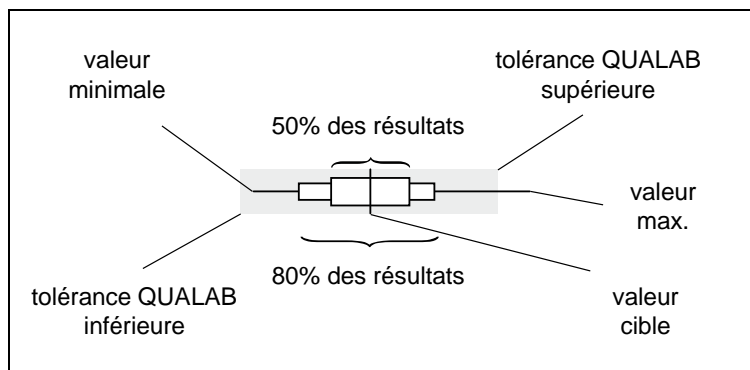 valeur
minimale
tolérance QUALAB
supérieure
50% des résultats
valeur
max.
80% des résultats
tolérance QUALAB
inférieure
valeur
cible